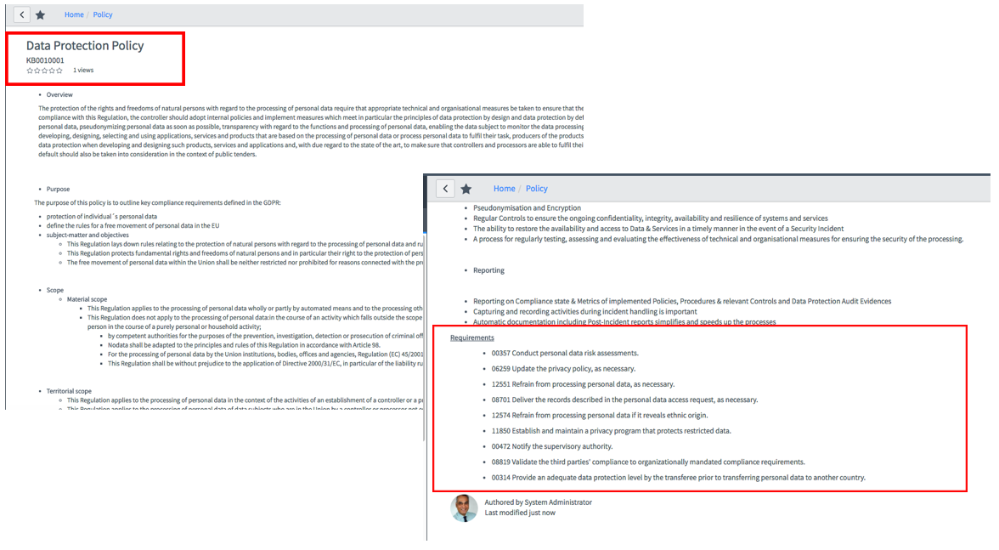 Home / Policy
Data Protection Policy
KB0010001
1 views
Overview
The protection of the rights and freedoms of natural persons with regard to the processing of personal data require that appropriate technical and organisational measures be taken to ensure that the
compliance with this Regulation, the controller should adopt internal policies and implement measures which meet in particular the principles of data protection by design and data protection by
personal data, pseudonymizing personal data as soon as possible, transparency with regard to the functions and processing of personal data, enabling the data subject to monitor the data processing
developing, designing, selecting and using applications, services and products that are based on the processing of personal data or process personal data to fulfil their task, producers of the products
data protection when developing and designing such products, services and applications and, with due regard to the state of the art, to make sure that controllers and processors are able to fulfil
default should also be taken into consideration in the context of public tenders.
Purpose
The purpose of this policy is to outline key compliance requirements defined in the GDPR:
protection of individual´s personal data
define the rules for a free movement of personal data in the EU
subject-matter and objectives
This Regulation lays down rules relating to the protection of natural persons with regard to the processing of personal data and
This Regulation protects fundamental rights and freedoms of natural persons and in particular their right to the protection of
The free movement of personal data within the Union shall be neither restricted nor prohibited for reasons connected with the
Scope
Material scope
This Regulation applies to the processing of personal data wholly or partly by automated means and to the processing
This Regulation does not apply to the processing of personal data:in the course of an activity which falls outside the scope
person in the course of a purely personal or household activity;
by competent authorities for the purposes of the prevention, investigation, detection or prosecution of criminal
Nodata shall be adapted to the principles and rules of this Regulation in accordance with Article 98.
For the processing of personal data by the Union institutions, bodies, offices and agencies, Regulation (EC) 45/2001
This Regulation shall be without prejudice to the application of Directive 2000/31/EC, in particular of the liability
Territorial scope
This Regulation applies to the processing of personal data in the context of the activities of an establishment of a controller or a
This Regulation applies to the processing of personal data of data subjects who are in the Union by a controller or processor not
Home / Policy
Pseudonymisation and Encryption
Regular Controls to ensure the ongoing confidentiality, integrity, availability and resilience of systems and services
The ability to restore the availability and access to Data & Services in a timely manner in the event of a Security Incident
A process for regularly testing, assessing and evaluating the effectiveness of technical and organisational measures for ensuring the security of the processing.
Reporting
Reporting on Compliance state & Metrics of implemented Policies, Procedures & relevant Controls and Data Protection Audit Evidences
Capturing and recording activities during incident handling is important
Automatic documentation including Post-Incident reports simplifies and speeds up the processes
Requirements
00357 Conduct personal data risk assessments.
06259 Update the privacy policy, as necessary.
12551 Refrain from processing personal data, as necessary.
08701 Deliver the records described in the personal data access request, as necessary.
12574 Refrain from processing personal data if it reveals ethnic origin.
11850 Establish and maintain a privacy program that protects restricted data.
00472 Notify the supervisory authority.
08819 Validate the third parties' compliance to organizationally mandated compliance requirements.
00314 Provide an adequate data protection level by the transferee prior to transferring personal data to another country.
Authored by System Administrator
Last modified just now